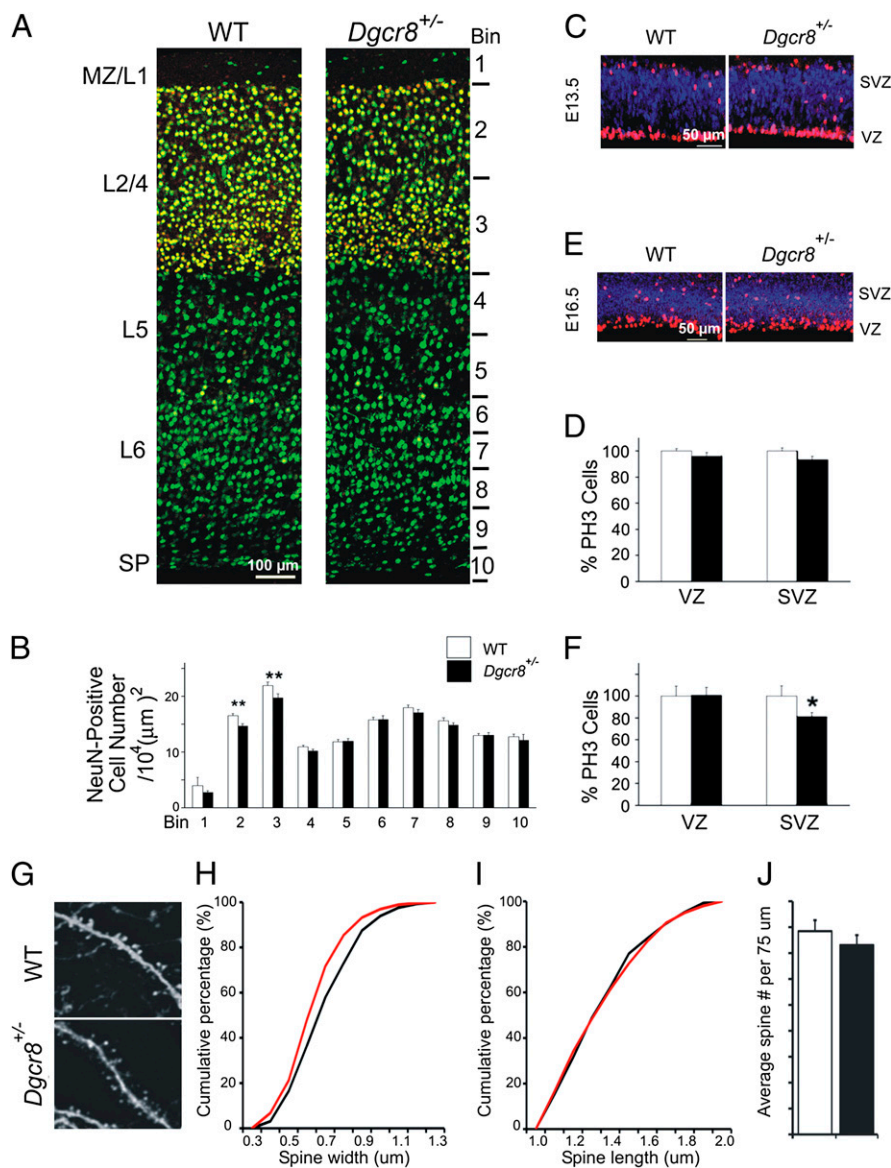 A
WT
Dgcr8+/-
Bin
MZ/L1
L2/4
L5
L6
SP
1
2
3
4
5
6
7
8
9
10
100 µm
B
WT
Dgcr8+/-
NeuN-Positive
Cell Number
/10⁴(µm)²
20
10
0
**
**
Bin 1 2 3 4 5 6 7 8 9 10
C
WT
Dgcr8+/-
E13.5
SVZ
VZ
50 µm
E
WT
Dgcr8+/-
E16.5
SVZ
VZ
50 µm
D
% PH3 Cells
100
80
60
40
20
0
VZ SVZ
F
% PH3 Cells
100
80
60
40
20
0
*
VZ SVZ
G
WT
Dgcr8+/-
H
Cumulative percentage (%)
100
80
60
40
20
0
0.3 0.5 0.7 0.9 1.1 1.3
Spine width (um)
I
Cumulative percentage (%)
100
80
60
40
20
0
1.0 1.2 1.4 1.6 1.8 2.0
Spine length (um)
J
Average spine # per 75 um